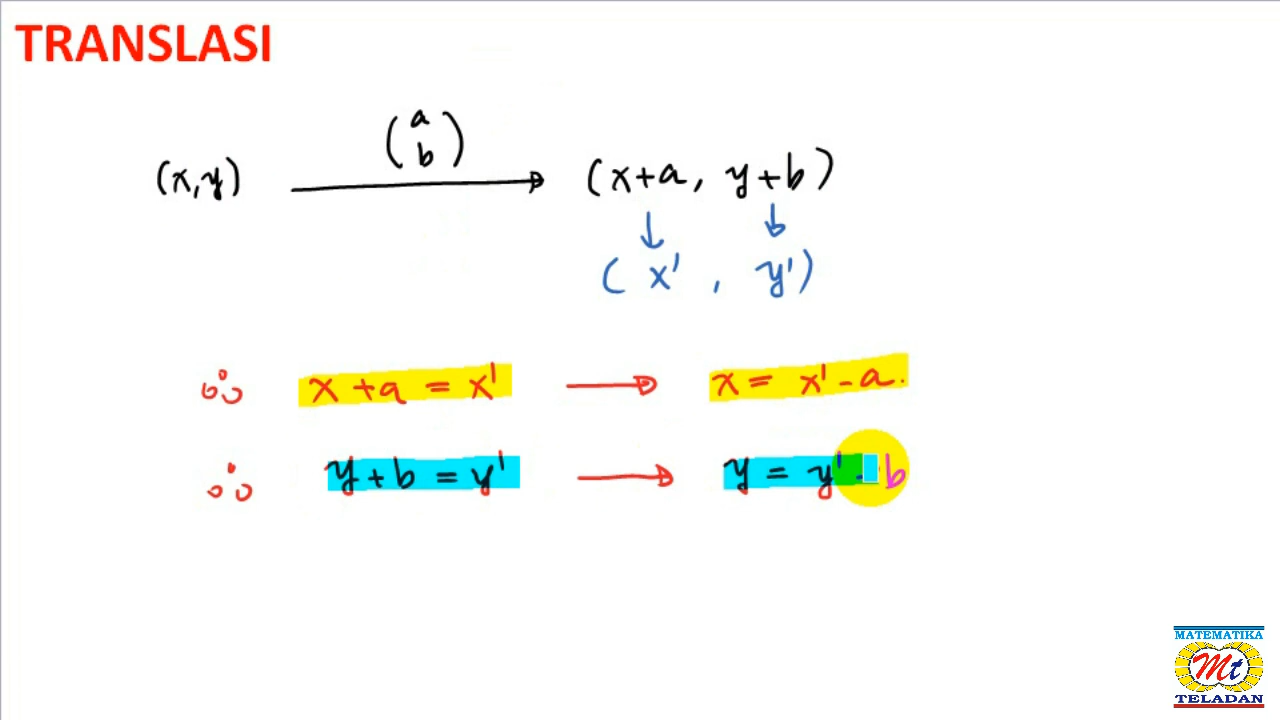 TRANSLASI
(a
b)
(x,y) ⟶ (x+a, y+b)
↓ ↓
(x', y')
∴ x + a = x' ⟶ x = x' - a.
∴ y + b = y' ⟶ y = y' - b
MATEMATIKA
Mt
TELADAN